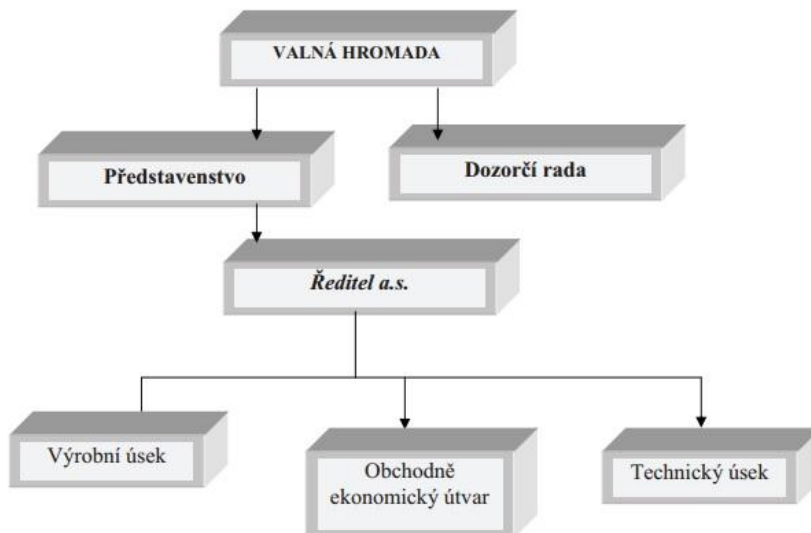 VALNÁ HROMADA
Představenstvo
Dozorčí rada
Ředitel a.s.
Výrobní úsek
Obchodně
ekonomický útvar
Technický úsek